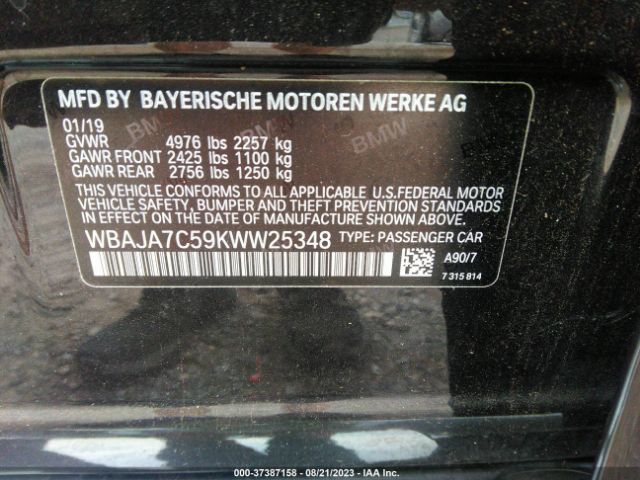 MFD BY BAYERISCHE MOTOREN WERKE AG
01/19
GVWR 4976 lbs 2257 kg
GAWR FRONT 2425 lbs 1100 kg
GAWR REAR 2756 lbs 1250 kg
THIS VEHICLE CONFORMS TO ALL APPLICABLE U.S.FEDERAL MOTOR
VEHICLE SAFETY, BUMPER AND THEFT PREVENTION STANDARDS
IN EFFECT ON THE DATE OF MANUFACTURE SHOWN ABOVE.
WBAJA7C59KWW25348 TYPE: PASSENGER CAR
A90/7
7 315 814
BMW
BMW
BMW
000-37387158 - 08/21/2023 - IAA Inc.